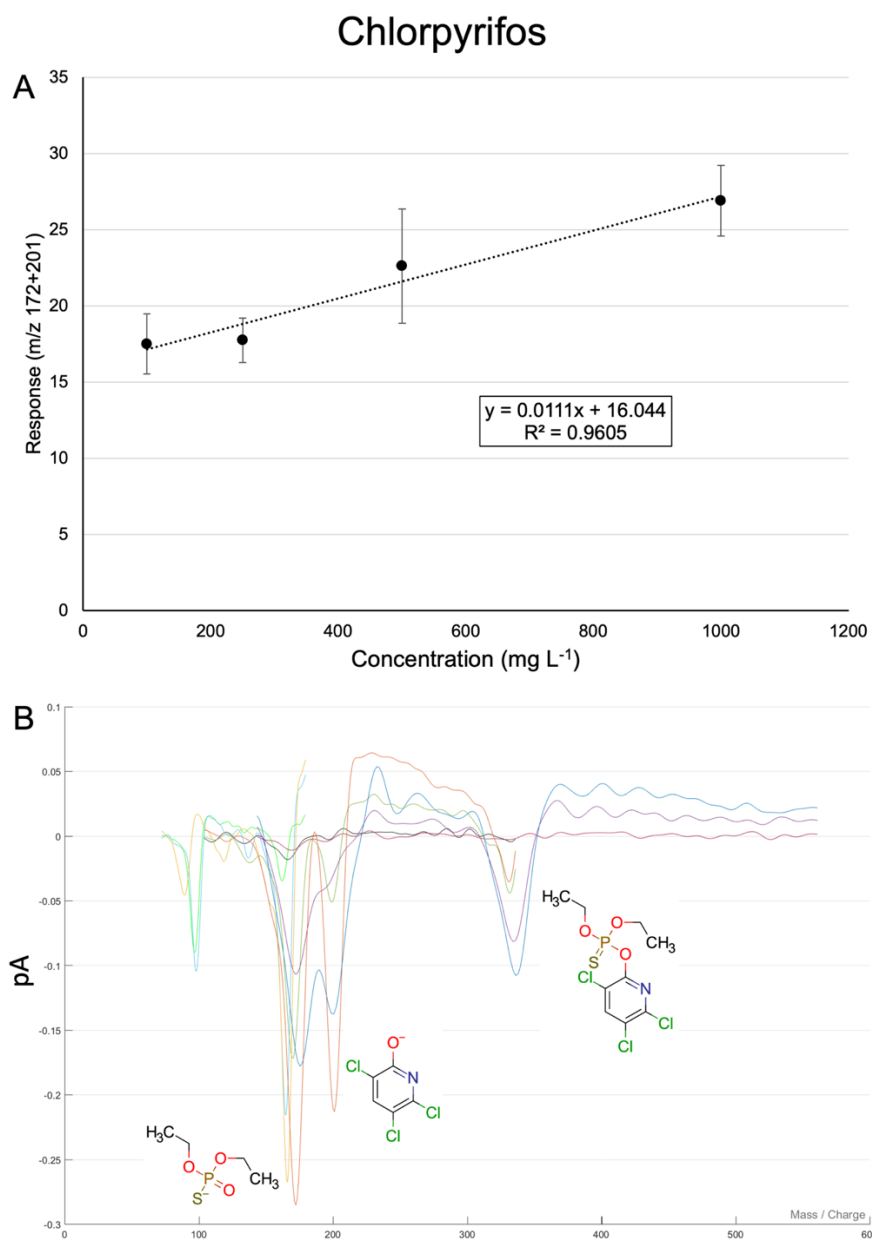 Chlorpyrifos
A
35
30
25
20
15
10
5
0
Response (m/z 172+201)
y = 0.0111x + 16.044
R² = 0.9605
0 200 400 600 800 1000 1200
Concentration (mg L⁻¹)
B
0.1
0.05
0
-0.05
-0.1
-0.15
-0.2
-0.25
-0.3
pA
H₃C
O
O
P
CH₃
S
O
Cl
N
Cl
Cl
O⁻
Cl
N
Cl
Cl
H₃C
O
O
P
CH₃
S⁻
O
Mass / Charge
0 100 200 300 400 500 60